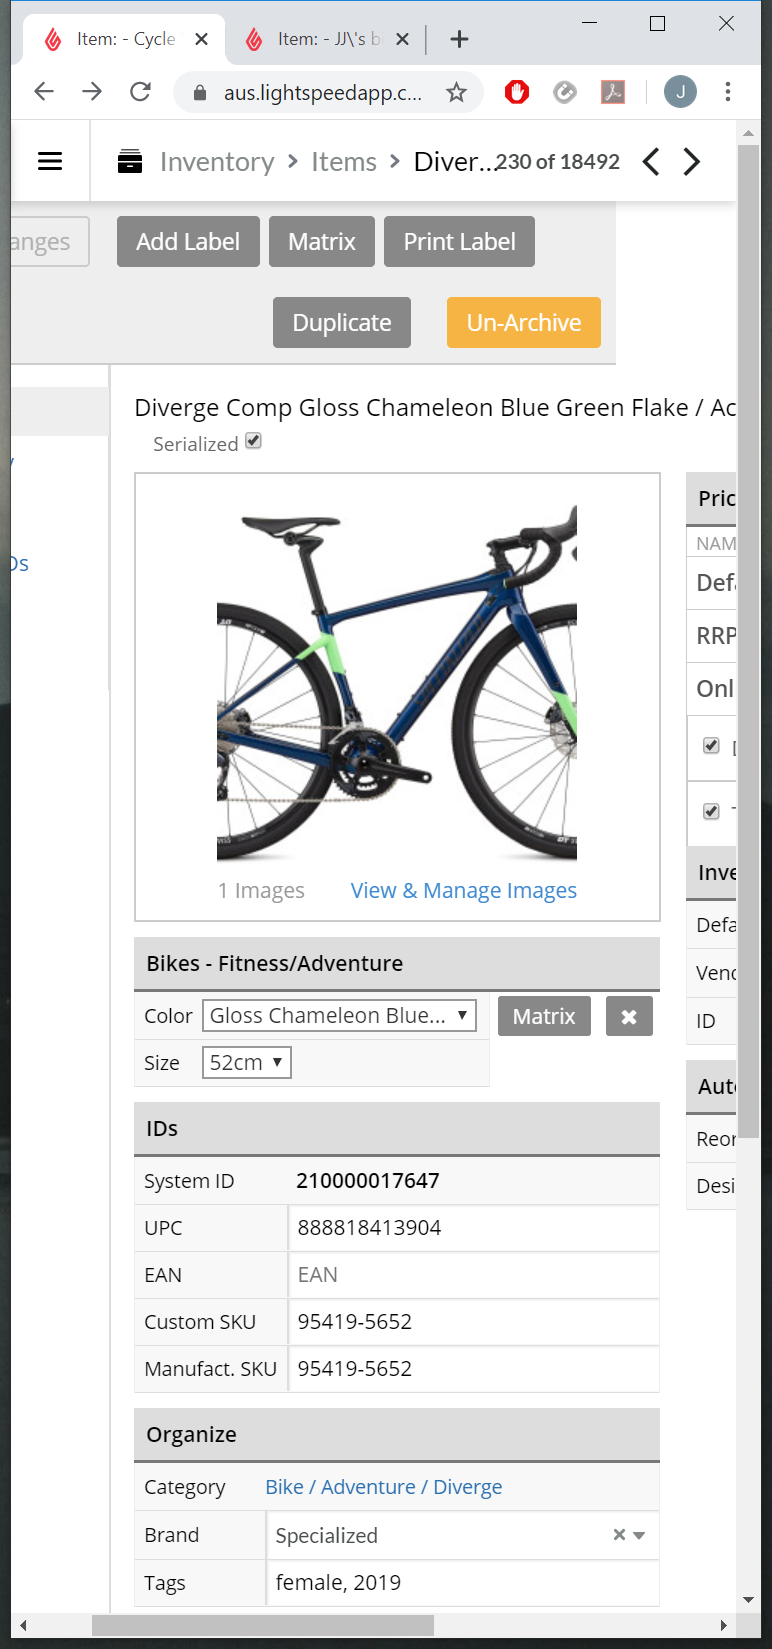 Item: - Cycle
Item: - JJ\'s b
aus.lightspeedapp.c...
J
Inventory > Items > Diver... 230 of 18492
anges
Add Label
Matrix
Print Label
Duplicate
Un-Archive
Diverge Comp Gloss Chameleon Blue Green Flake / Ac
Serialized
Ds
1 Images
View & Manage Images
Pric
NAM
Defa
RRP
Onl
Inve
Defa
Vend
ID
Auto
Reor
Desi
Bikes - Fitness/Adventure
Color Gloss Chameleon Blue... Matrix
Size 52cm
IDs
System ID 210000017647
UPC 888818413904
EAN EAN
Custom SKU 95419-5652
Manufact. SKU 95419-5652
Organize
Category Bike / Adventure / Diverge
Brand Specialized
Tags female, 2019